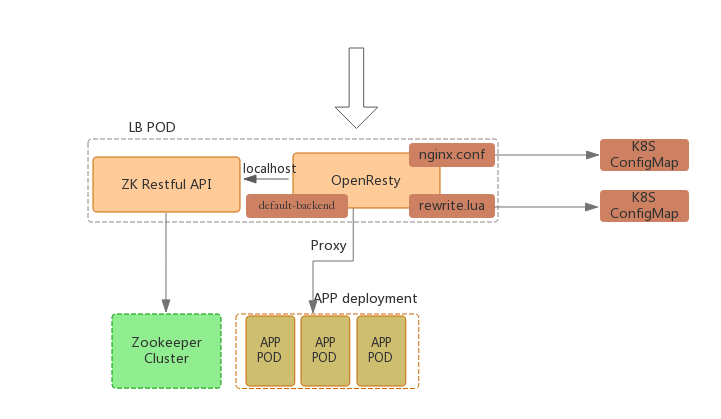 LB POD
nginx.conf
K8S
ConfigMap
localhost
ZK Restful API
OpenResty
default-backend
rewrite.lua
K8S
ConfigMap
Proxy
APP deployment
Zookeeper
Cluster
APP
POD
APP
POD
APP
POD